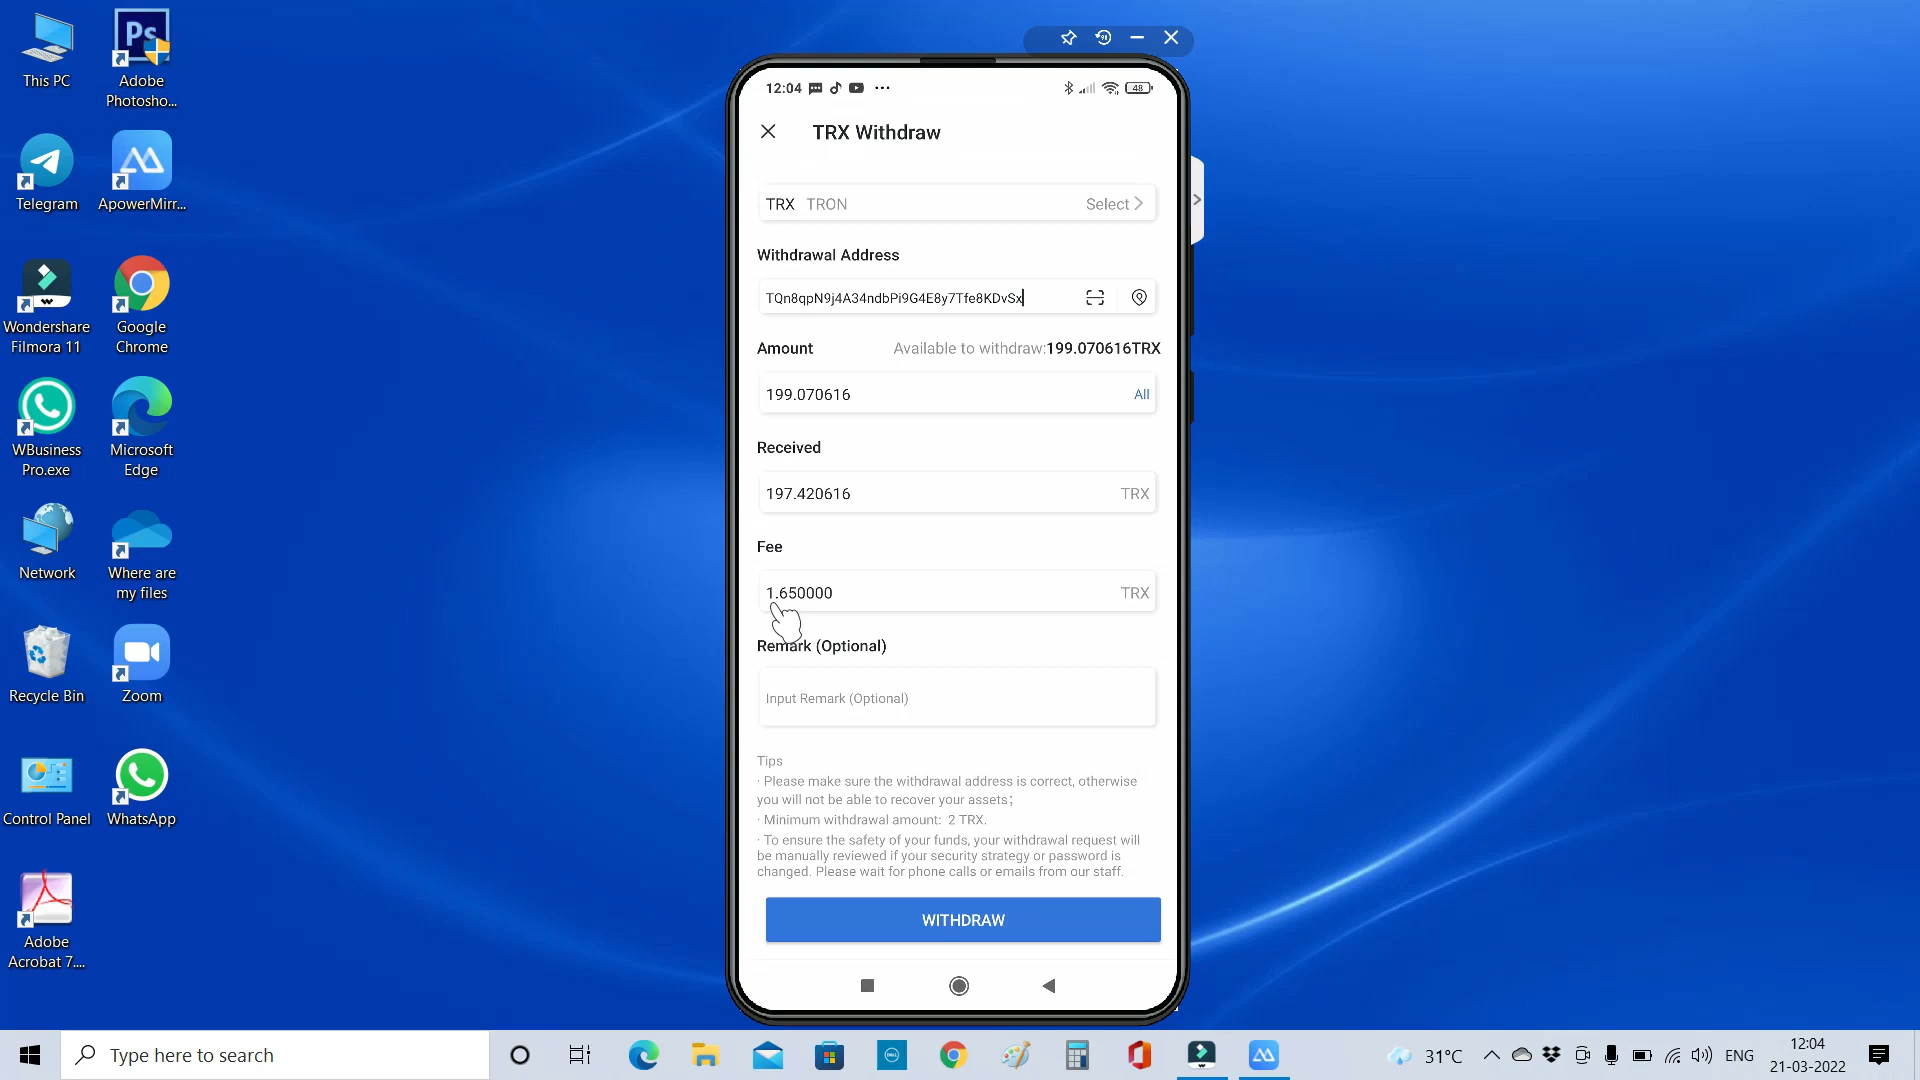 This PC
Adobe
Photosho...
Telegram
ApowerMirr...
Wondershare
Filmora 11
Google
Chrome
WBusiness
Pro.exe
Microsoft
Edge
Network
Where are
my files
Recycle Bin
Zoom
Control Panel
WhatsApp
Adobe
Acrobat 7....
12:04
48
TRX Withdraw
TRX TRON Select
Withdrawal Address
TQn8qpN9j4A34ndbPi9G4E8y7Tfe8KDvSx
Amount Available to withdraw:199.070616TRX
199.070616 All
Received
197.420616 TRX
Fee
1.650000 TRX
Remark (Optional)
Input Remark (Optional)
Tips
· Please make sure the withdrawal address is correct, otherwise
you will not be able to recover your assets;
· Minimum withdrawal amount: 2 TRX.
· To ensure the safety of your funds, your withdrawal request will
be manually reviewed if your security strategy or password is
changed. Please wait for phone calls or emails from our staff.
WITHDRAW
Type here to search
31°C
ENG
12:04
21-03-2022